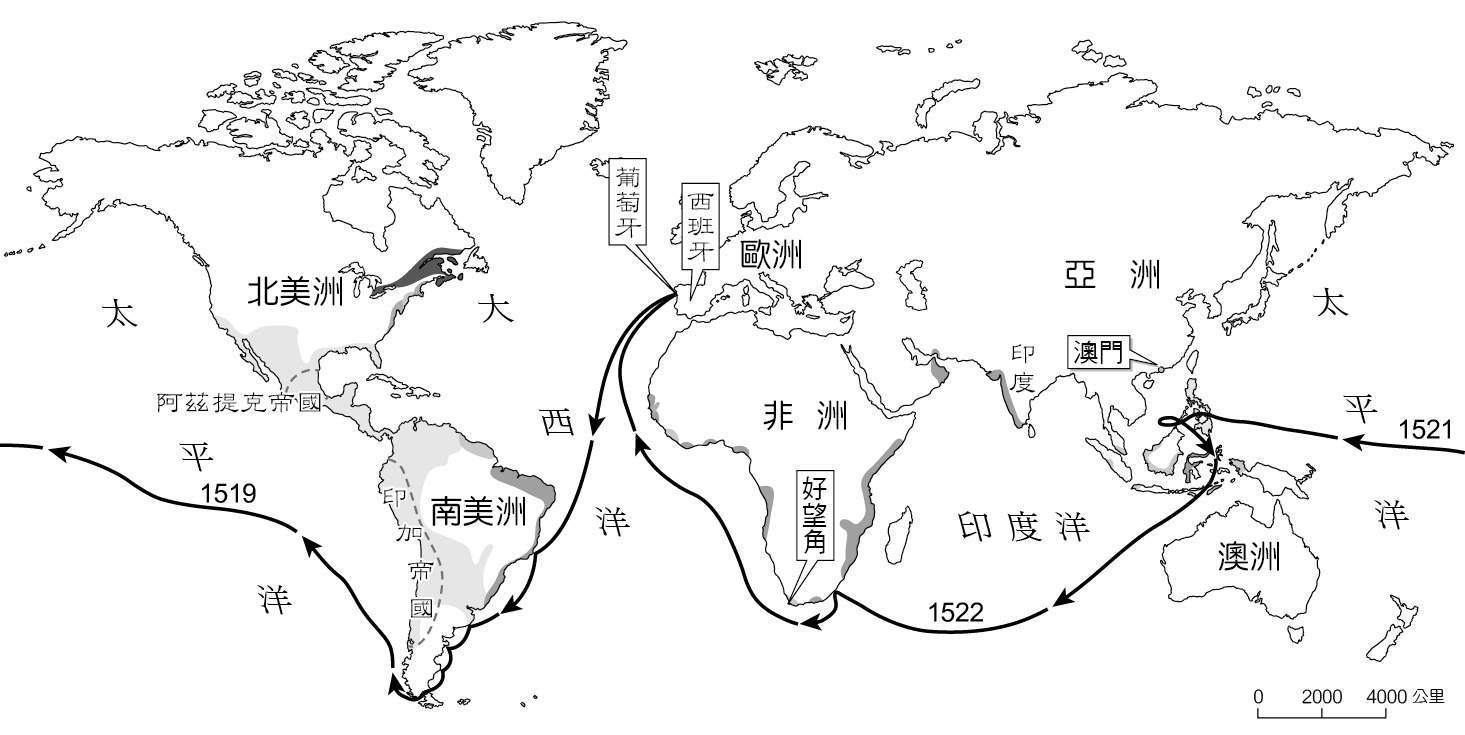 葡萄牙
西班牙
歐洲
亞洲
北美洲
太
大
太
印度
澳門
阿茲提克帝國
西
非洲
平
1521
平
1519
印加帝國
南美洲
好望角
洋
印度洋
洋
澳洲
洋
1522
0 2000 4000 公里